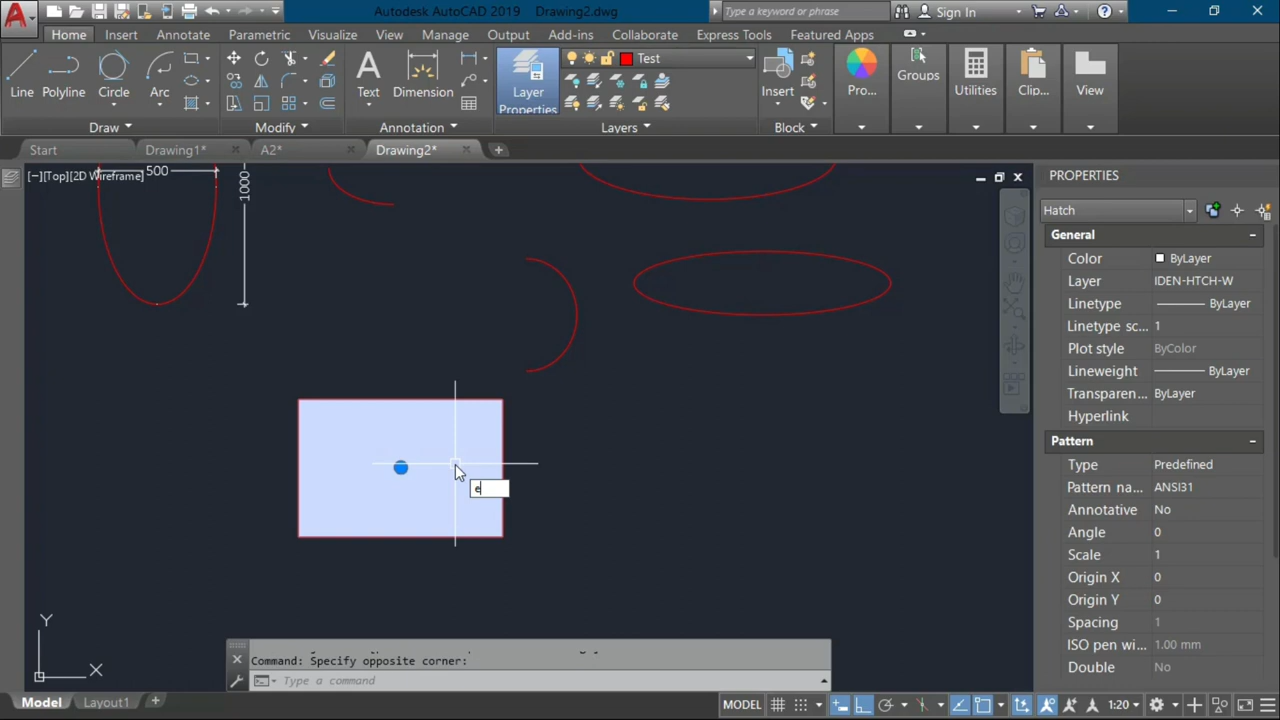 Autodesk AutoCAD 2019 Drawing2.dwg
Type a keyword or phrase
Sign In
Home Insert Annotate Parametric Visualize View Manage Output Add-ins Collaborate Express Tools Featured Apps
Line Polyline Circle Arc
Text Dimension
Layer
Properties
Test
Insert
Pro...
Groups
Utilities
Clip...
View
Draw Modify Annotation Layers Block
Start Drawing1* A2* Drawing2*
[−][Top][2D Wireframe]
500
1000
e
Y
X
Command: Specify opposite corner:
Type a command
PROPERTIES
Hatch
General
Color ByLayer
Layer IDEN-HTCH-W
Linetype ByLayer
Linetype sc... 1
Plot style ByColor
Lineweight ByLayer
Transparen... ByLayer
Hyperlink
Pattern
Type Predefined
Pattern na... ANSI31
Annotative No
Angle 0
Scale 1
Origin X 0
Origin Y 0
Spacing 1
ISO pen wi... 1.00 mm
Double No
Model Layout1
MODEL
1:20